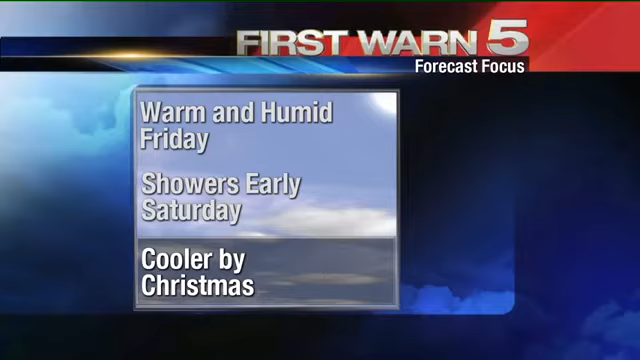 FIRST WARN 5
Forecast Focus
Warm and Humid
Friday
Showers Early
Saturday
Cooler by
Christmas